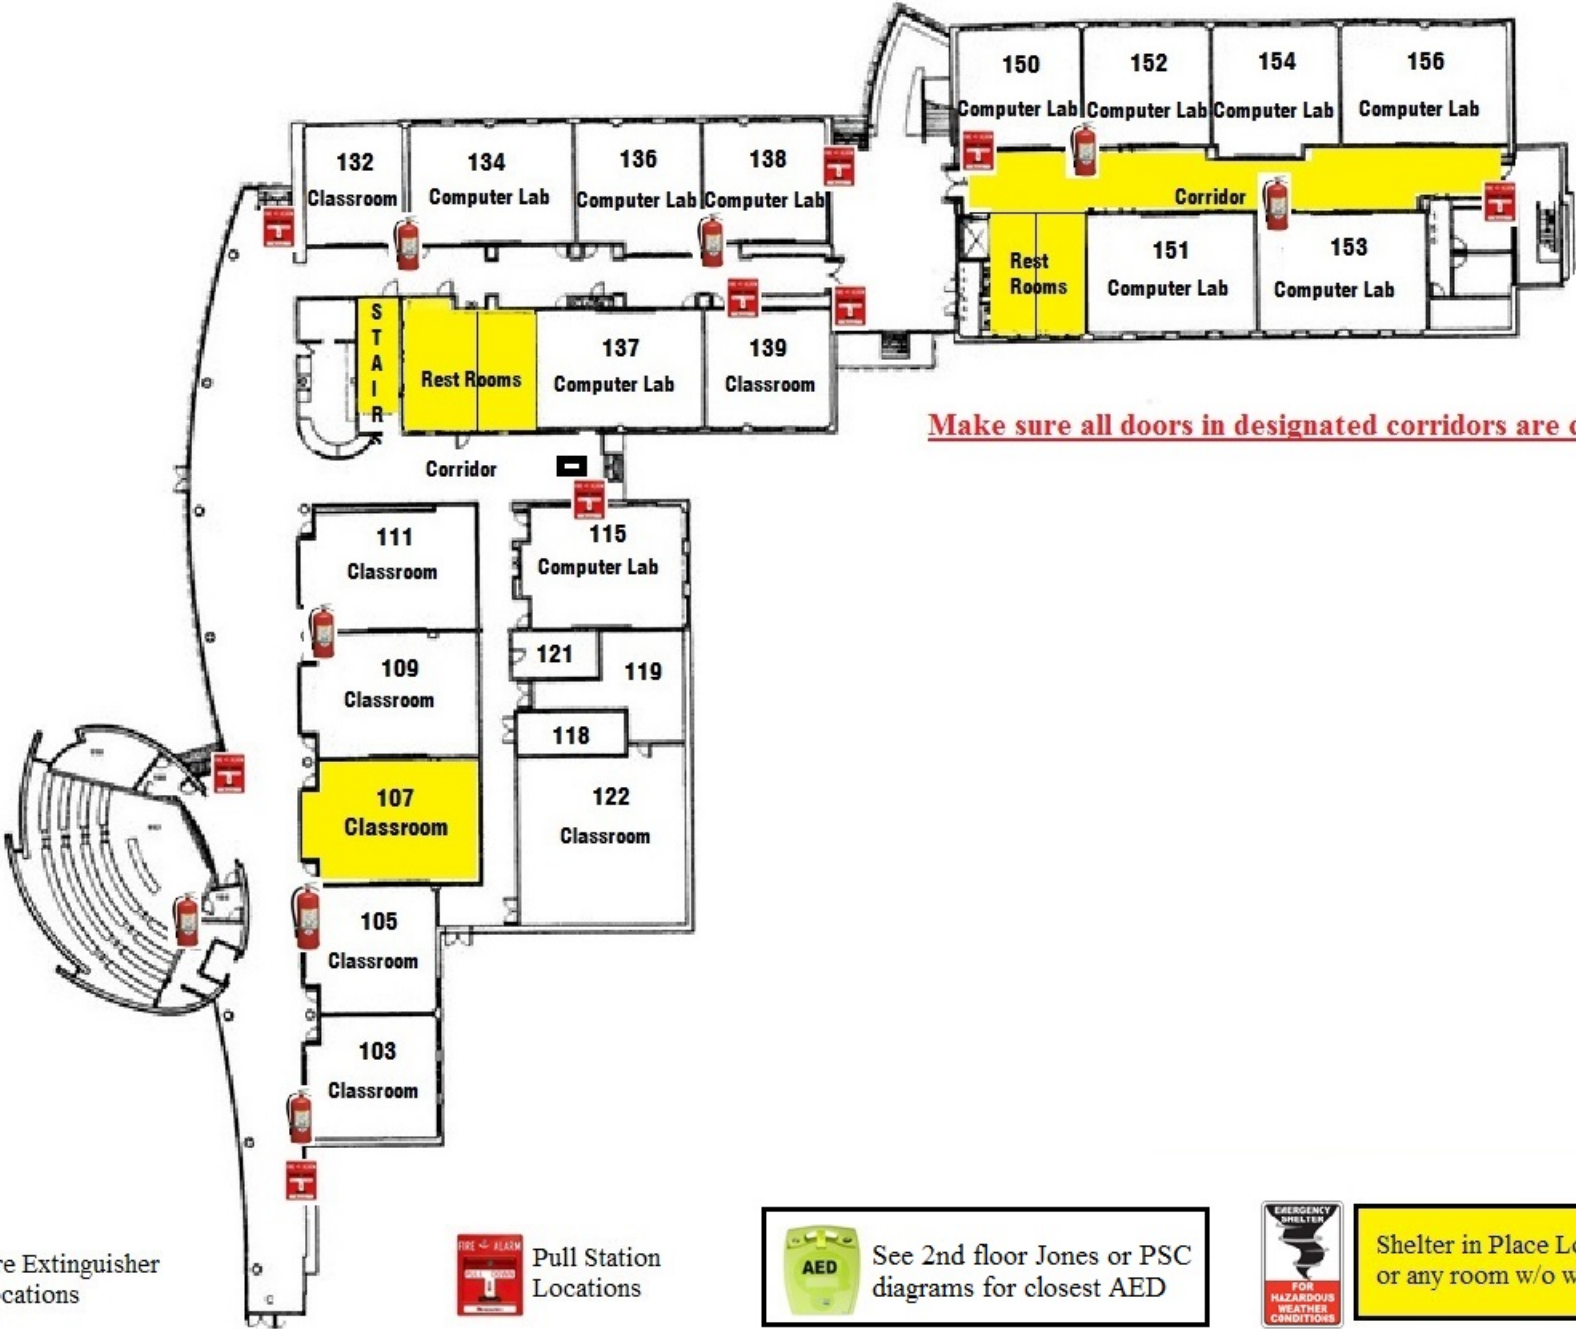 150
152
154
156
Computer Lab
Computer Lab
Computer Lab
Computer Lab
132
134
136
138
Classroom
Computer Lab
Computer Lab
Computer Lab
Corridor
Rest
Rooms
151
Computer Lab
153
Computer Lab
STAIRS
Rest Rooms
137
Computer Lab
139
Classroom
Make sure all doors in designated corridors are c
Corridor
111
Classroom
115
Computer Lab
121
119
109
Classroom
118
107
Classroom
122
Classroom
105
Classroom
103
Classroom
re Extinguisher
cations
FIRE ALARM
PULL DOWN
Pull Station
Locations
AED
See 2nd floor Jones or PSC
diagrams for closest AED
EMERGENCY
SHELTER
FOR
HAZARDOUS
WEATHER
CONDITIONS
Shelter in Place Lo
or any room w/o w